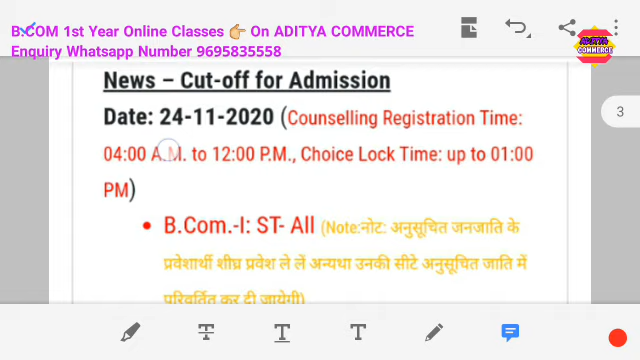 B.COM 1st Year Online Classes 👉 On ADITYA COMMERCE
Enquiry Whatsapp Number 9695835558
ADITYA COMMERCE
News – Cut-off for Admission
3
Date: 24-11-2020 (Counselling Registration Time:
04:00 A.M. to 12:00 P.M., Choice Lock Time: up to 01:00
PM)
• B.Com.-I: ST- All (Note:नोट: अनुसूचित जनजाति के
प्रवेशार्थी शीघ्र प्रवेश ले लें अन्यथा उनकी सीटे अनुसूचित जाति में
परिवर्तित कर दी जायेगी)
T T T